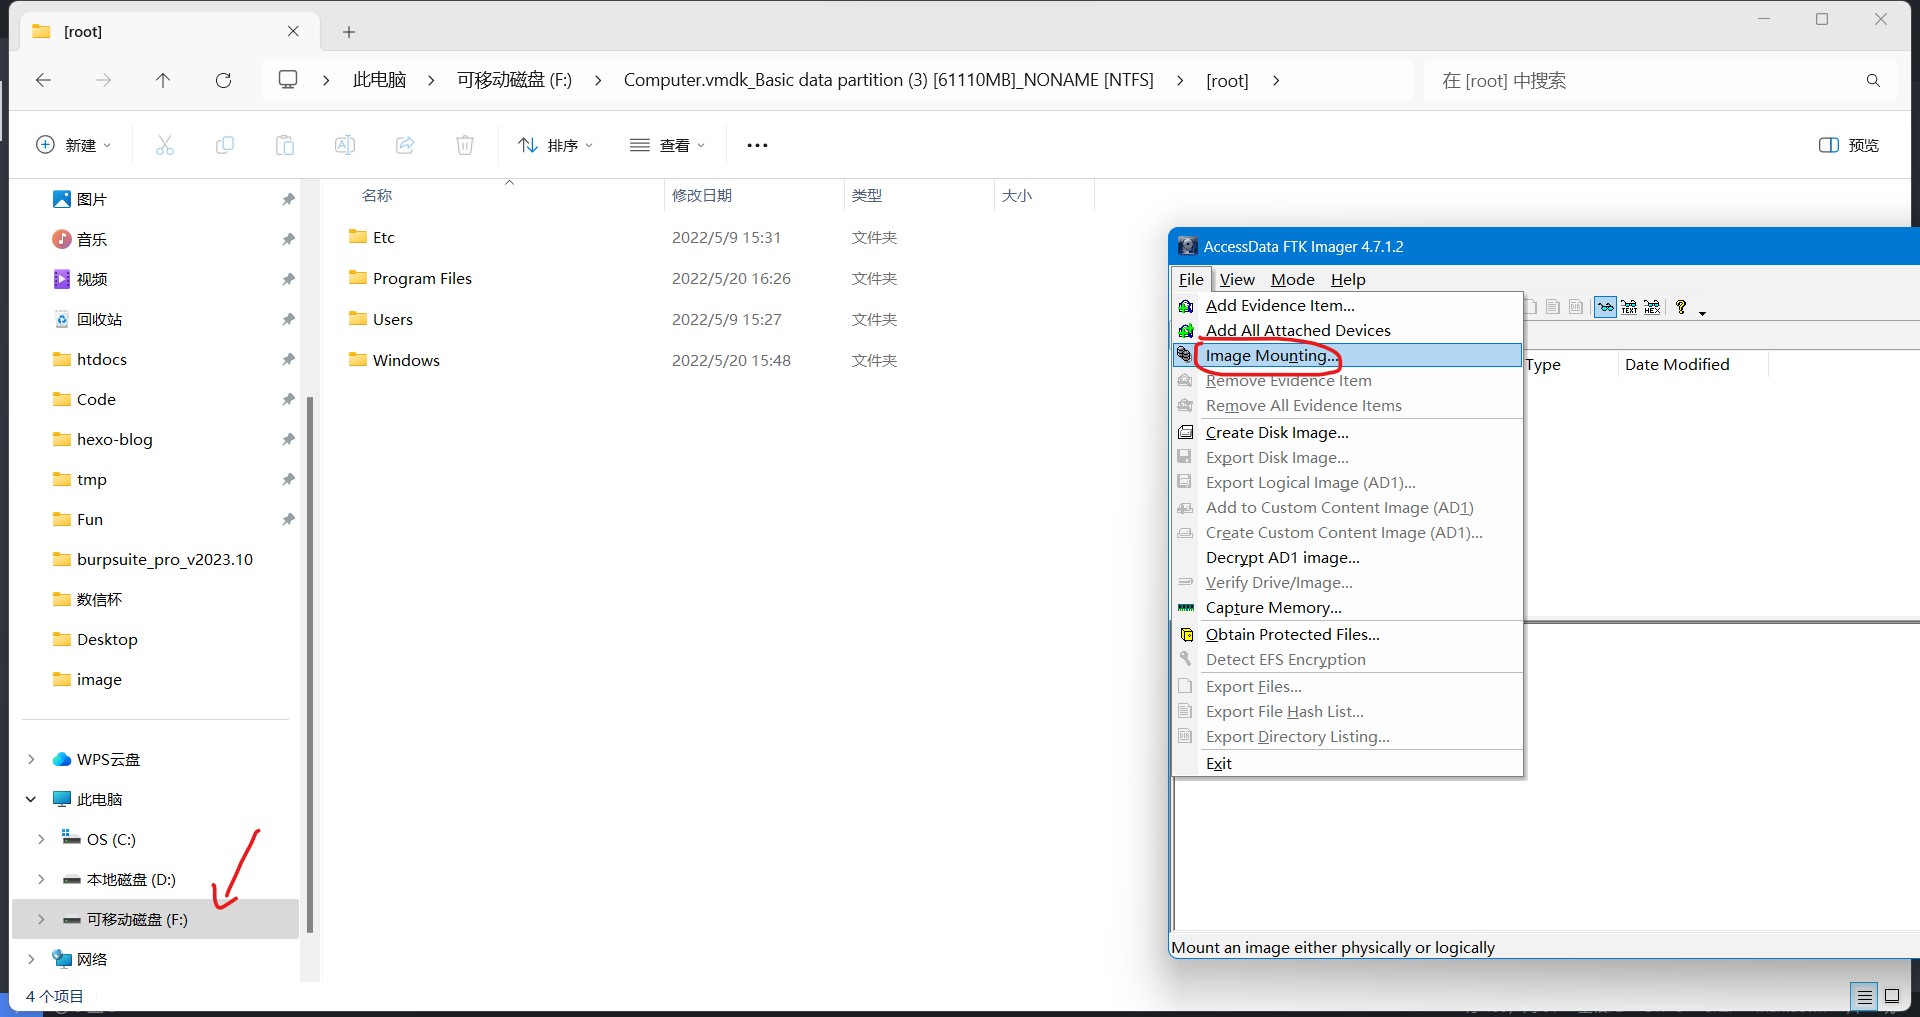 [root]
此电脑
可移动磁盘 (F:)
Computer.vmdk_Basic data partition (3) [61110MB]_NONAME [NTFS]
[root]
在 [root] 中搜索
新建
排序
查看
预览
图片
音乐
视频
回收站
htdocs
Code
hexo-blog
tmp
Fun
burpsuite_pro_v2023.10
数信杯
Desktop
image
WPS云盘
此电脑
OS (C:)
本地磁盘 (D:)
可移动磁盘 (F:)
网络
4 个项目
名称 修改日期 类型 大小
Etc 2022/5/9 15:31 文件夹
Program Files 2022/5/20 16:26 文件夹
Users 2022/5/9 15:27 文件夹
Windows 2022/5/20 15:48 文件夹
AccessData FTK Imager 4.7.1.2
File View Mode Help
TEXT HEX
Add Evidence Item...
Add All Attached Devices
Image Mounting...
Remove Evidence Item
Remove All Evidence Items
Create Disk Image...
Export Disk Image...
Export Logical Image (AD1)...
Add to Custom Content Image (AD1)
Create Custom Content Image (AD1)...
Decrypt AD1 image...
Verify Drive/Image...
Capture Memory...
Obtain Protected Files...
Detect EFS Encryption
Export Files...
Export File Hash List...
Export Directory Listing...
Exit
Type Date Modified
Mount an image either physically or logically